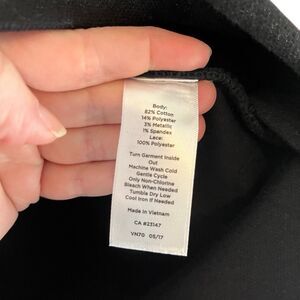 Body:
82% Cotton
14% Polyester
3% Metallic
1% Spandex
Lace:
100% Polyester
Turn Garment Inside
Out
Machine Wash Cold
Gentle Cycle
Only Non-Chlorine
Bleach When Needed
Tumble Dry Low
Cool Iron If Needed
Made In Vietnam
CA #23147
VN70 05/17